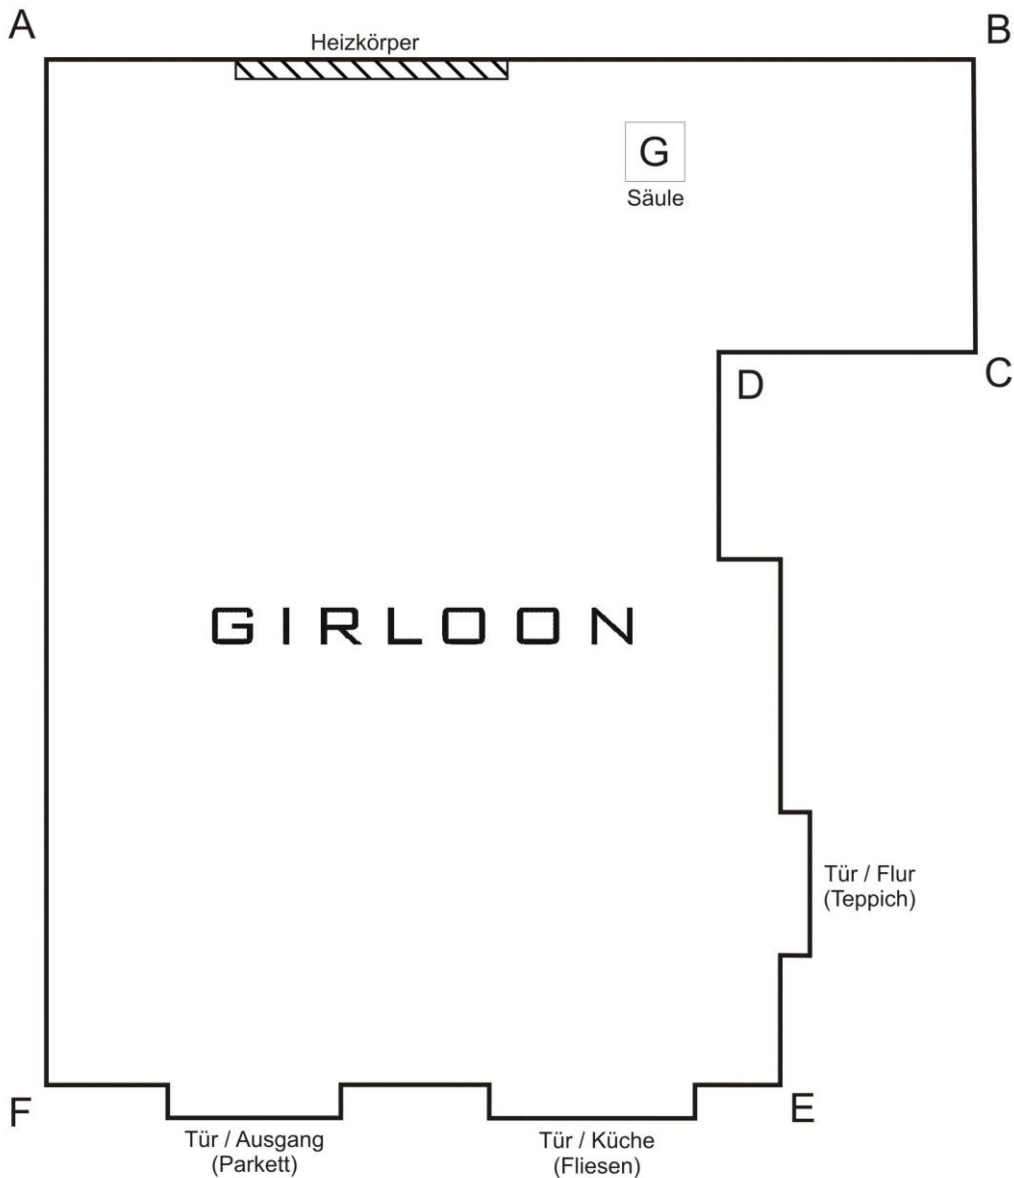 A
B
Heizkörper
G
Säule
D
C
GIRLOON
Tür / Flur
(Teppich)
F
E
Tür / Ausgang
(Parkett)
Tür / Küche
(Fliesen)